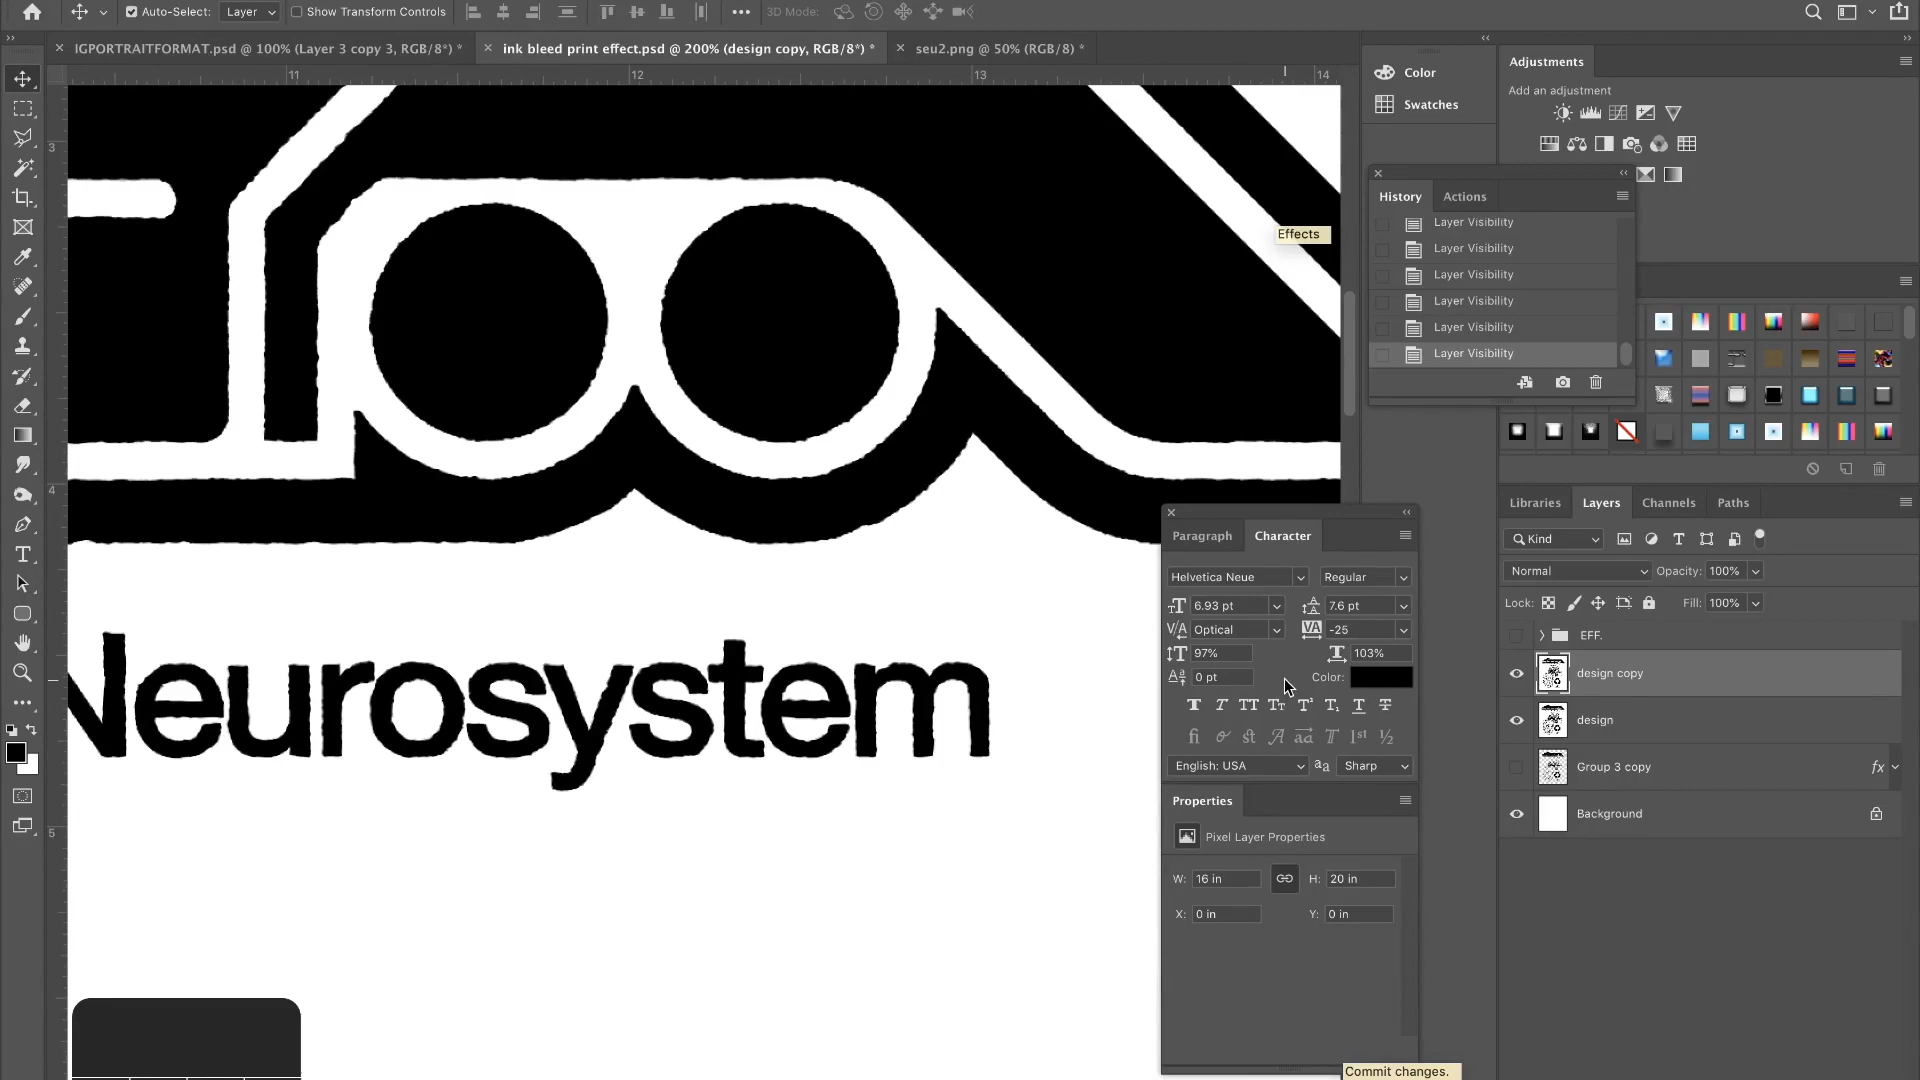 Auto-Select: Layer Show Transform Controls 3D Mode:
IGPORTRAITFORMAT.psd @ 100% (Layer 3 copy 3, RGB/8*) *
ink bleed print effect.psd @ 200% (design copy, RGB/8*) *
seu2.png @ 50% (RGB/8) *
11 12 13 14
3
4
5
Neurosystem
Effects
Color
Swatches
Adjustments
Add an adjustment
History Actions
Layer Visibility
Layer Visibility
Layer Visibility
Layer Visibility
Layer Visibility
Layer Visibility
Paragraph Character
Helvetica Neue Regular
6.93 pt 7.6 pt
Optical -25
97% 103%
0 pt Color:
English: USA aa Sharp
Properties
Pixel Layer Properties
W: 16 in H: 20 in
X: 0 in Y: 0 in
Commit changes.
Libraries Layers Channels Paths
Kind
Normal Opacity: 100%
Lock: Fill: 100%
EFF.
design copy
design
Group 3 copy fx
Background